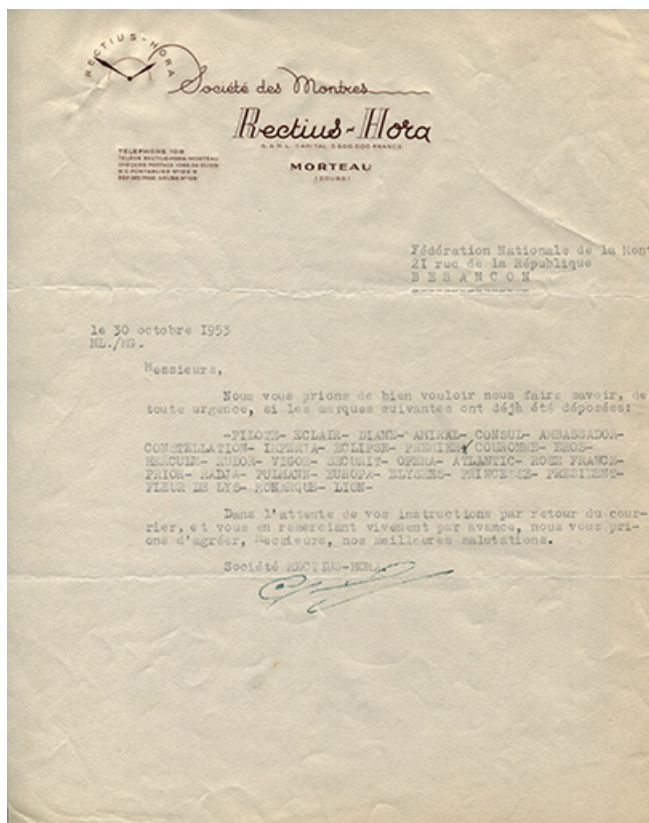 RECTIUS-HORA
Société des Montres
Rectius-Hora
S.A.R.L. CAPITAL 3.500.000 FRANCS
MORTEAU
(DOUBS)
TELEPHONE 108
le 30 octobre 1953
ML./MG.
Fédération Nationale de la Mont
21 rue de la République
BESANCON
Messieurs,
Nous vous prions de bien vouloir nous faire savoir, de
toute urgence, si les marques suivantes ont déjà été déposées:
-PILOTE- ECLAIR- DIANE- ANIMAL- CONSUL- AMBASSADOR-
CONSTELLATION- IMPERIA- ECLIPSE- PREMIER- COURONNE- EROS-
HERCULE- RUDOR- VIGOR- SECURIT- OPERA- ATLANTIC- ROSE FRANCE-
PRIOR- PULMANN- EUROPA- ELYSEES- PRINCESSE- PRESIDENT-
FLEUR DE LYS- MONARQUE- LION-
Dans l'attente de vos instructions par retour du cour-
rier, et vous en remerciant vivement par avance, nous vous pri-
ons d'agréer, Messieurs, nos meilleures salutations.
Société RECTIUS-HORA